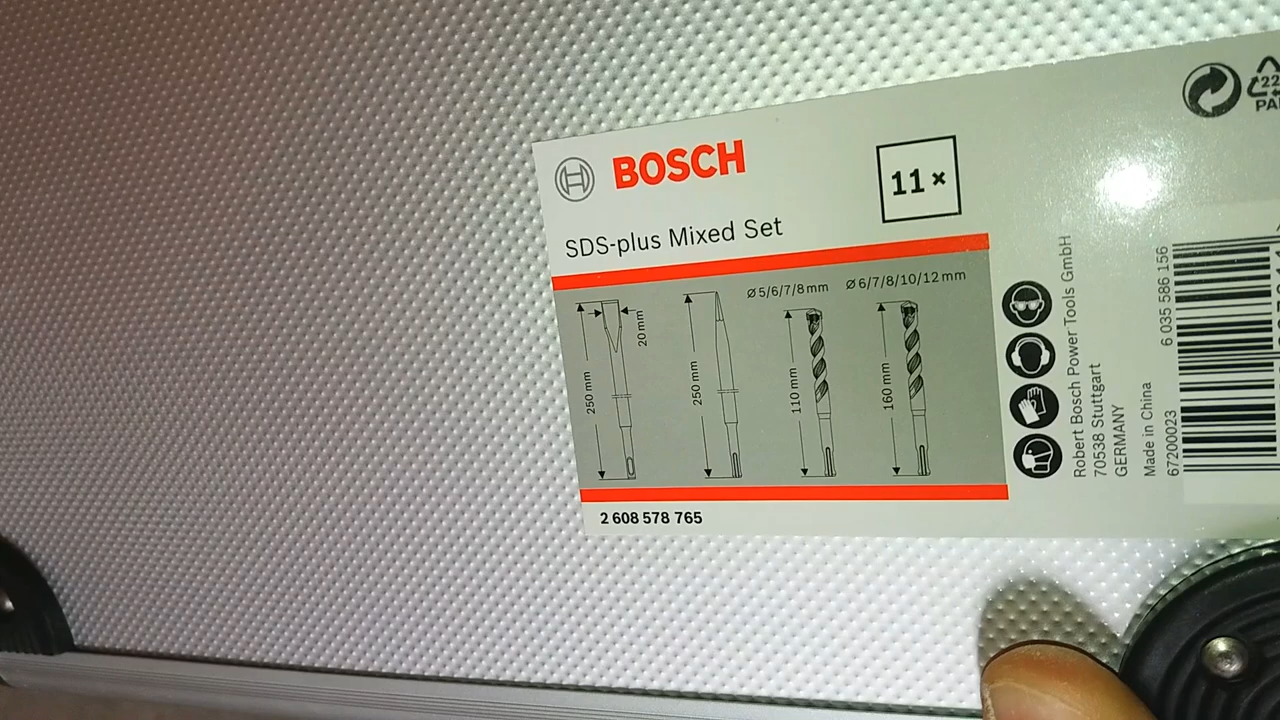 BOSCH
11 ×
SDS-plus Mixed Set
Ø 5/6/7/8mm
Ø 6/7/8/10/12 mm
20 mm
250 mm
250 mm
110 mm
160 mm
2 608 578 765
Robert Bosch Power Tools GmbH
70538 Stuttgart
GERMANY
Made in China
67200023
6 035 586 156
22